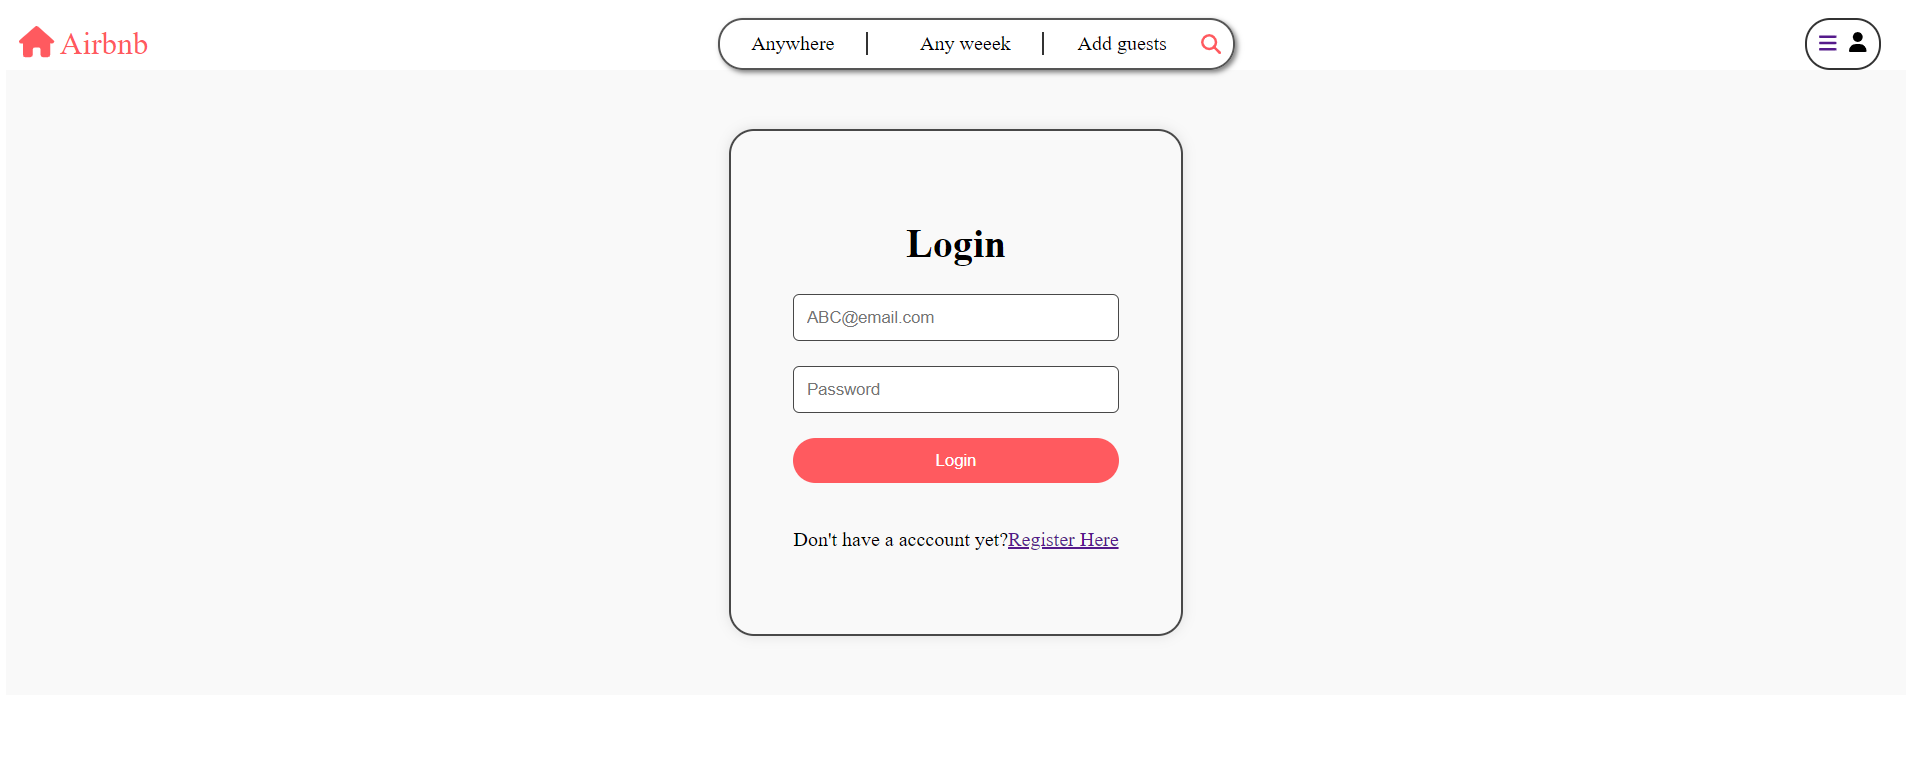 Airbnb
Anywhere
Any weeek
Add guests
Login
ABC@email.com
Password
Login
Don't have a acccount yet?Register Here